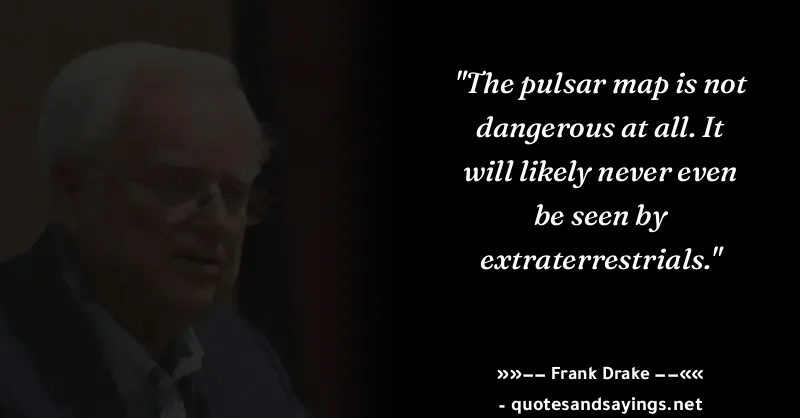 "The pulsar map is not
dangerous at all. It
will likely never even
be seen by
extraterrestrials."
»»−− Frank Drake −−««
- quotesandsayings.net